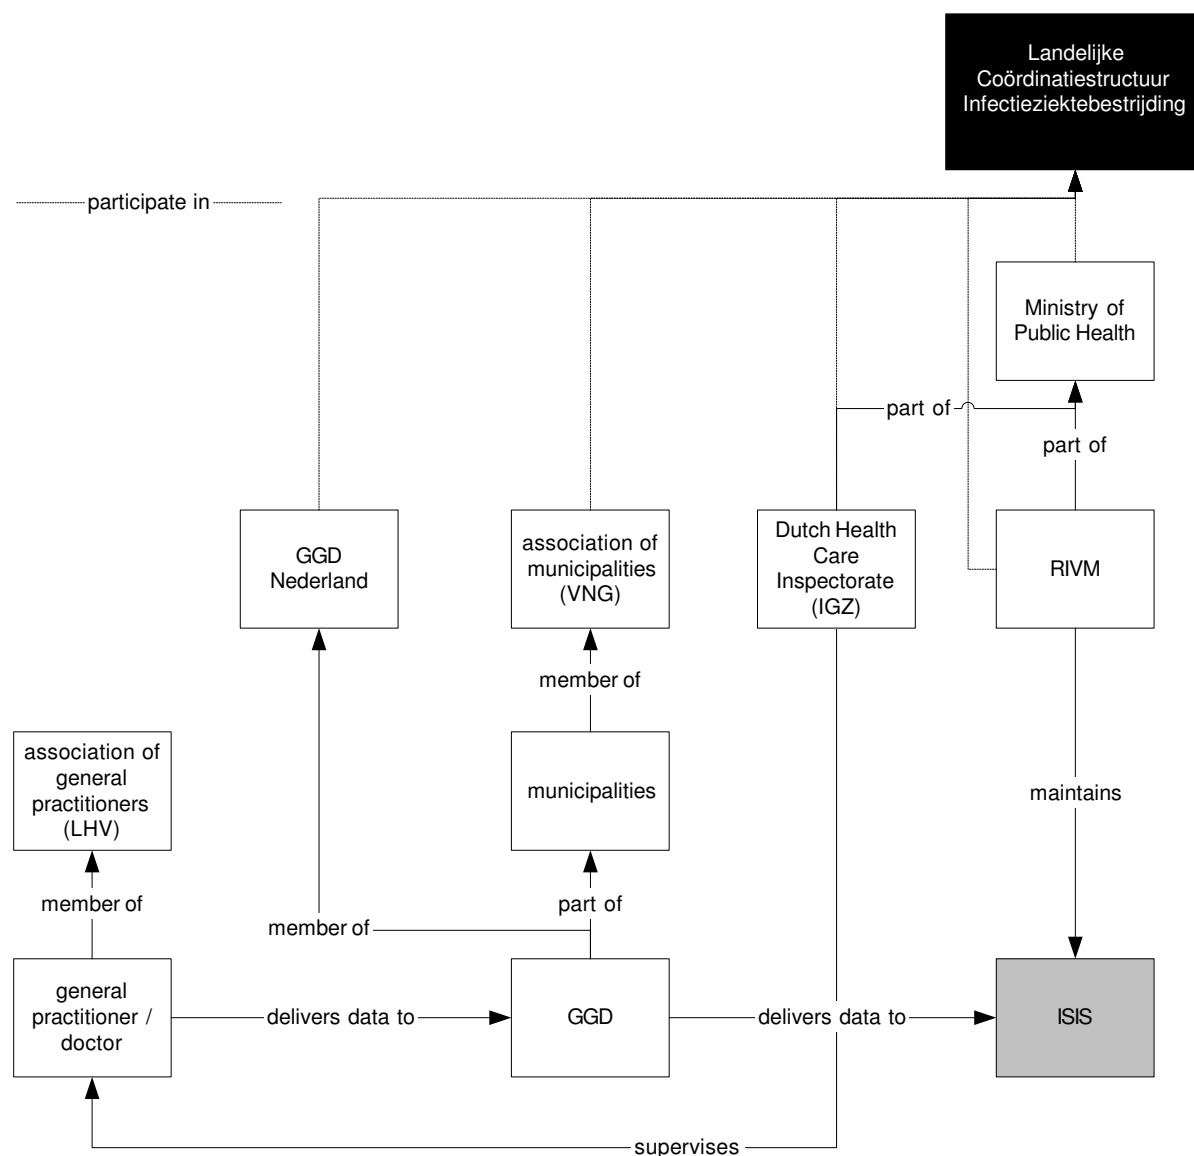 Landelijke
Coördinatiestructuur
Infectieziektebestrijding
participate in
Ministry of
Public Health
part of
part of
GGD
Nederland
association of
municipalities
(VNG)
Dutch Health
Care
Inspectorate
(IGZ)
RIVM
member of
association of
general
practitioners
(LHV)
municipalities
maintains
member of
part of
member of
general
practitioner /
doctor
delivers data to
GGD
delivers data to
ISIS
supervises